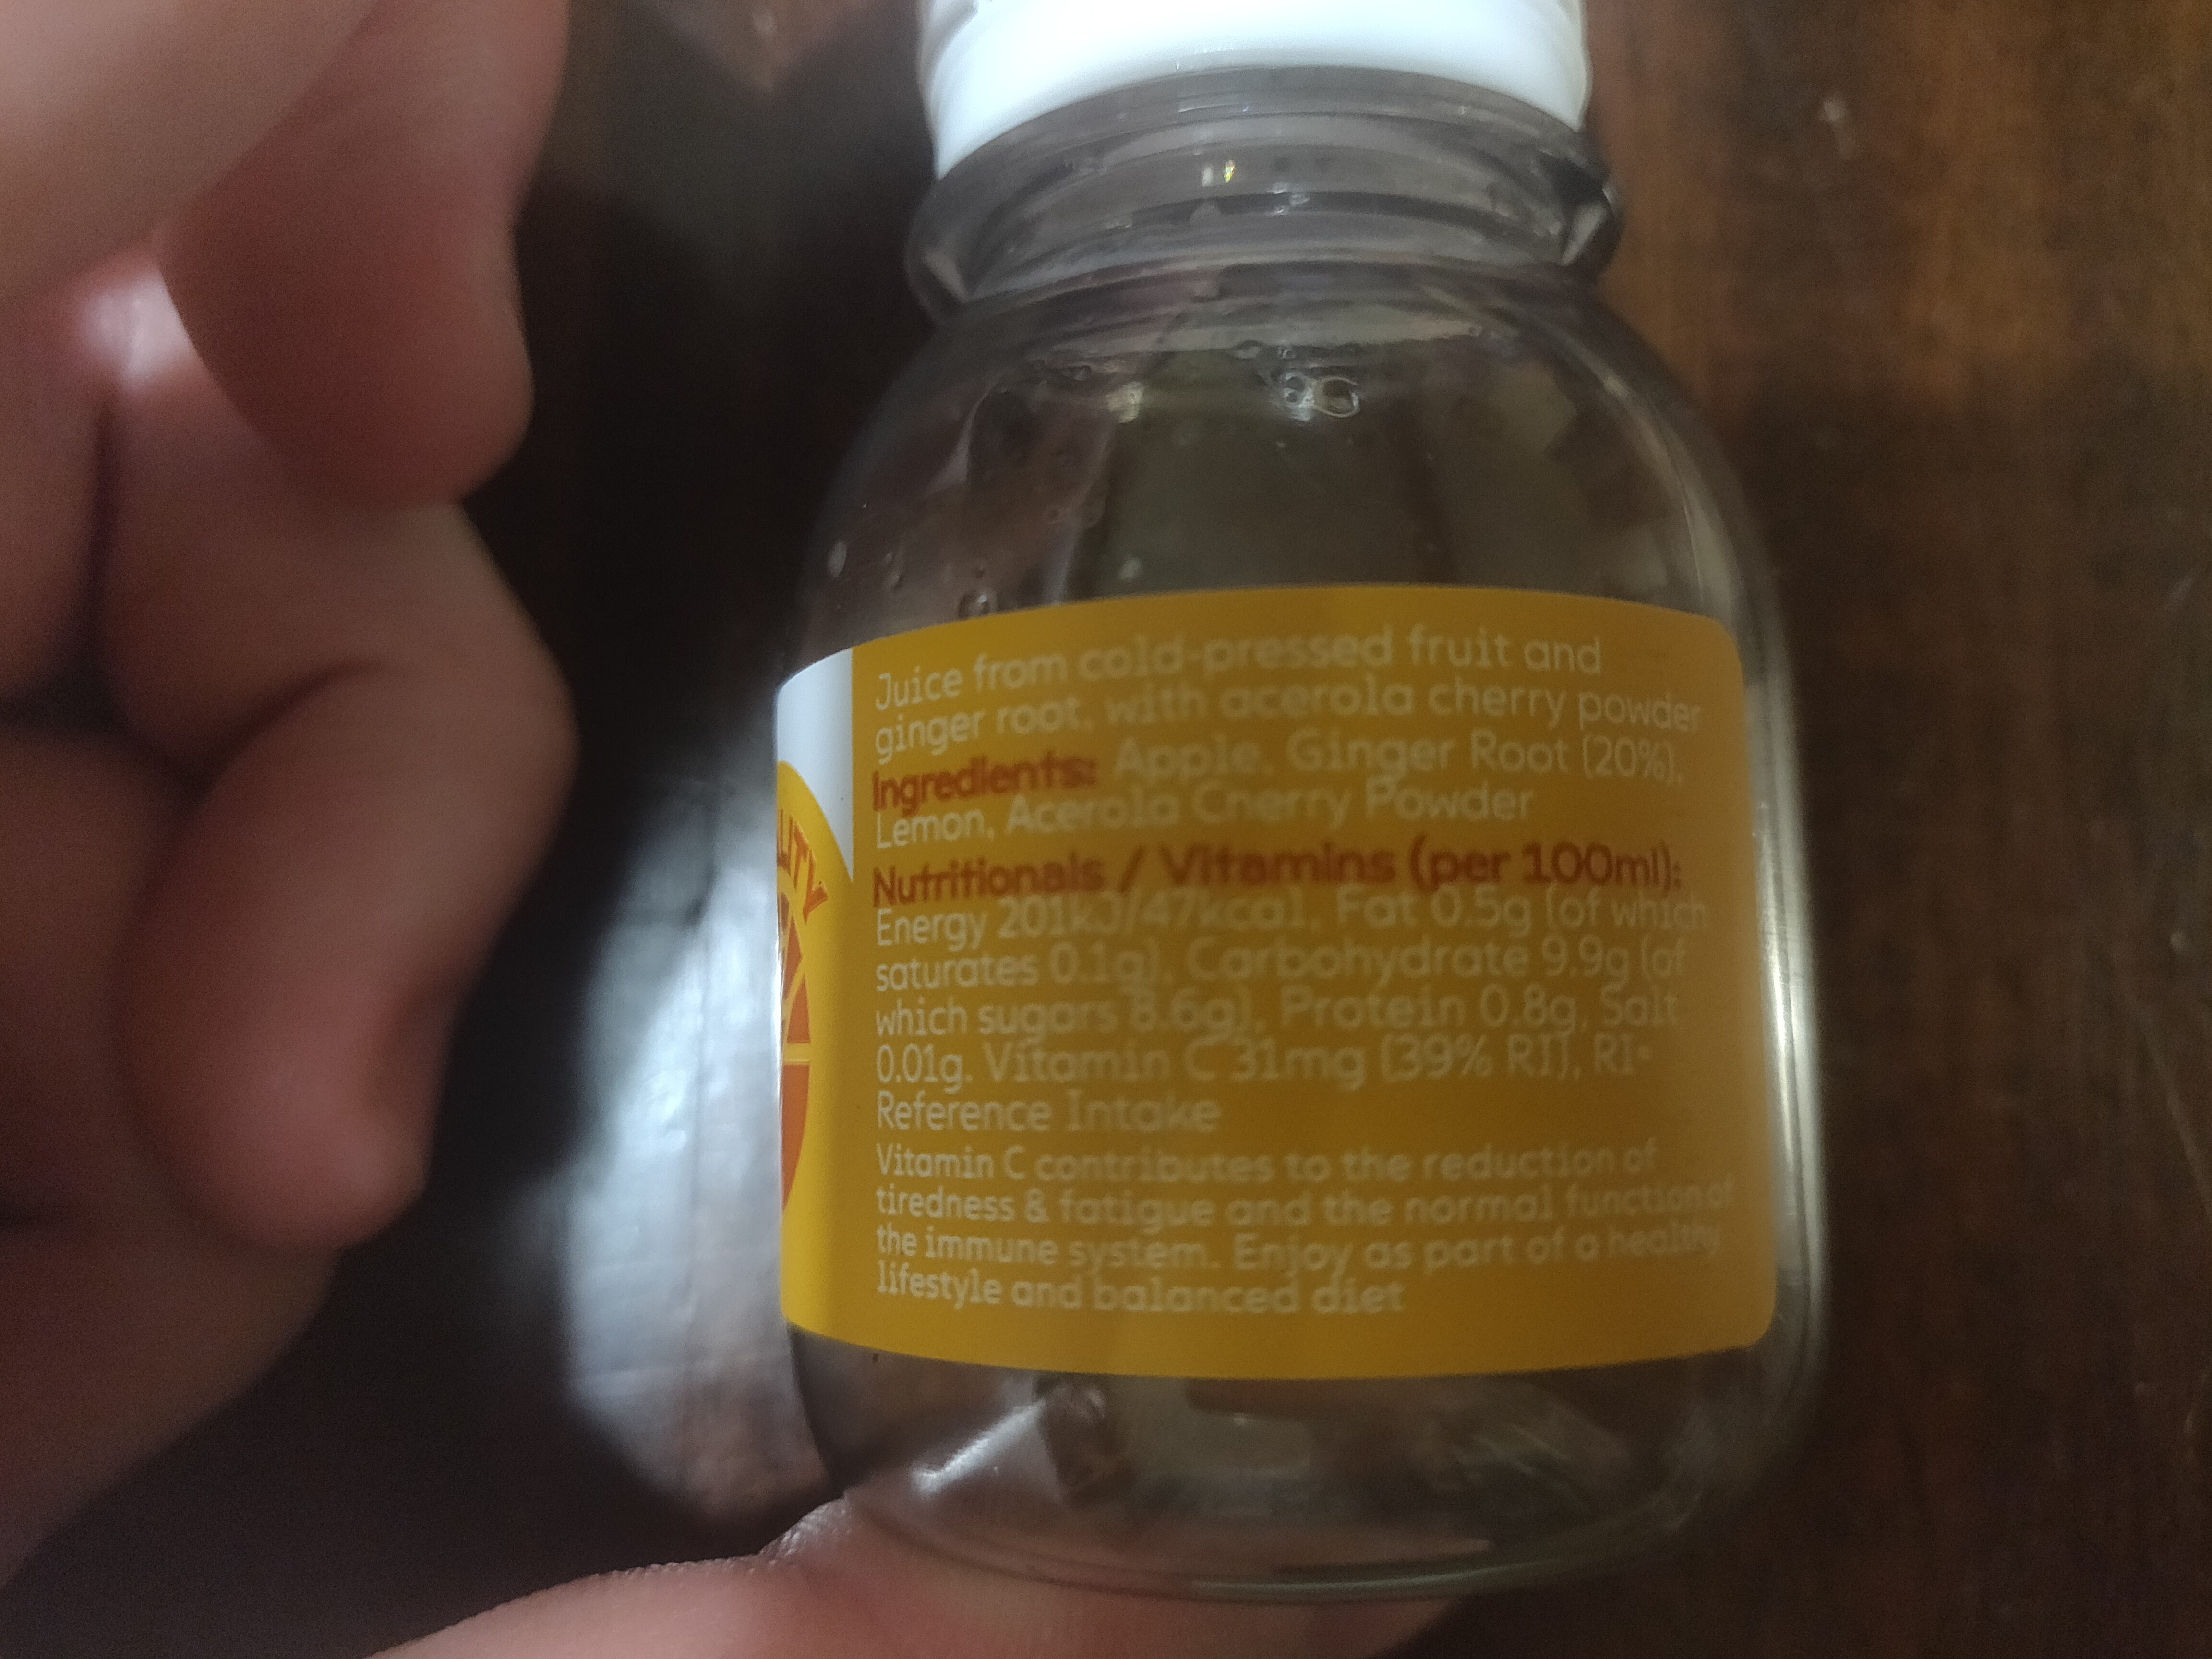 Juice from cold-pressed fruit and
ginger root, with acerola cherry powder
Ingredients: Apple, Ginger Root (20%),
Lemon, Acerola Cherry Powder
Nutritionals / Vitamins (per 100ml):
Energy 201kJ/47kcal, Fat 0.5g (of which
saturates 0.1g), Carbohydrate 9.9g (of
which sugars 8.6g), Protein 0.8g, Salt
0.01g. Vitamin C 31mg (39% RI), RI=
Reference Intake
Vitamin C contributes to the reduction of
tiredness & fatigue and the normal function of
the immune system. Enjoy as part of a healthy
lifestyle and balanced diet